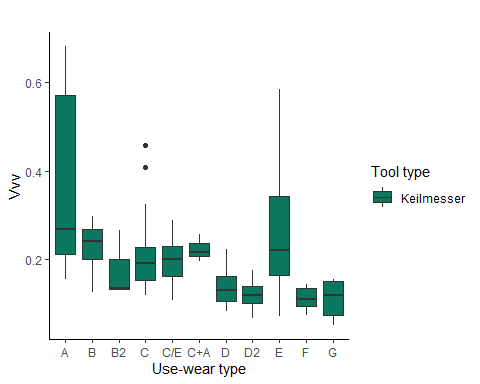 Vvv
0.6
0.4
0.2
A B B2 C C/E C+A D D2 E F G
Use-wear type
Tool type
Keilmesser